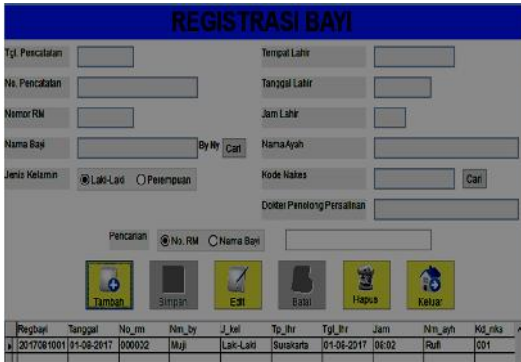 REGISTRASI BAYI
Tgl. Pencatatan
Tempat Lahir
No. Pencatatan
Tanggal Lahir
Nomor RM
Jam Lahir
Nama Bayi By Ny Cari
Nama Ayah
Jenis Kelamin Laki-Laki Perempuan
Kode Nakes Cari
Dokter Penolong Persalinan
Pencarian No. RM Nama Bayi
Tambah Simpan Edit Batal Hapus Keluar
Regbayi Tanggal No_rm Nm_by J_kel Tp_lhr Tgl_lhr Jam Nm_ayh Kd_nks
2017081001 01-08-2017 000002 Muji Laki-Laki Surakarta 01-08-2017 06:02 Rufi 001